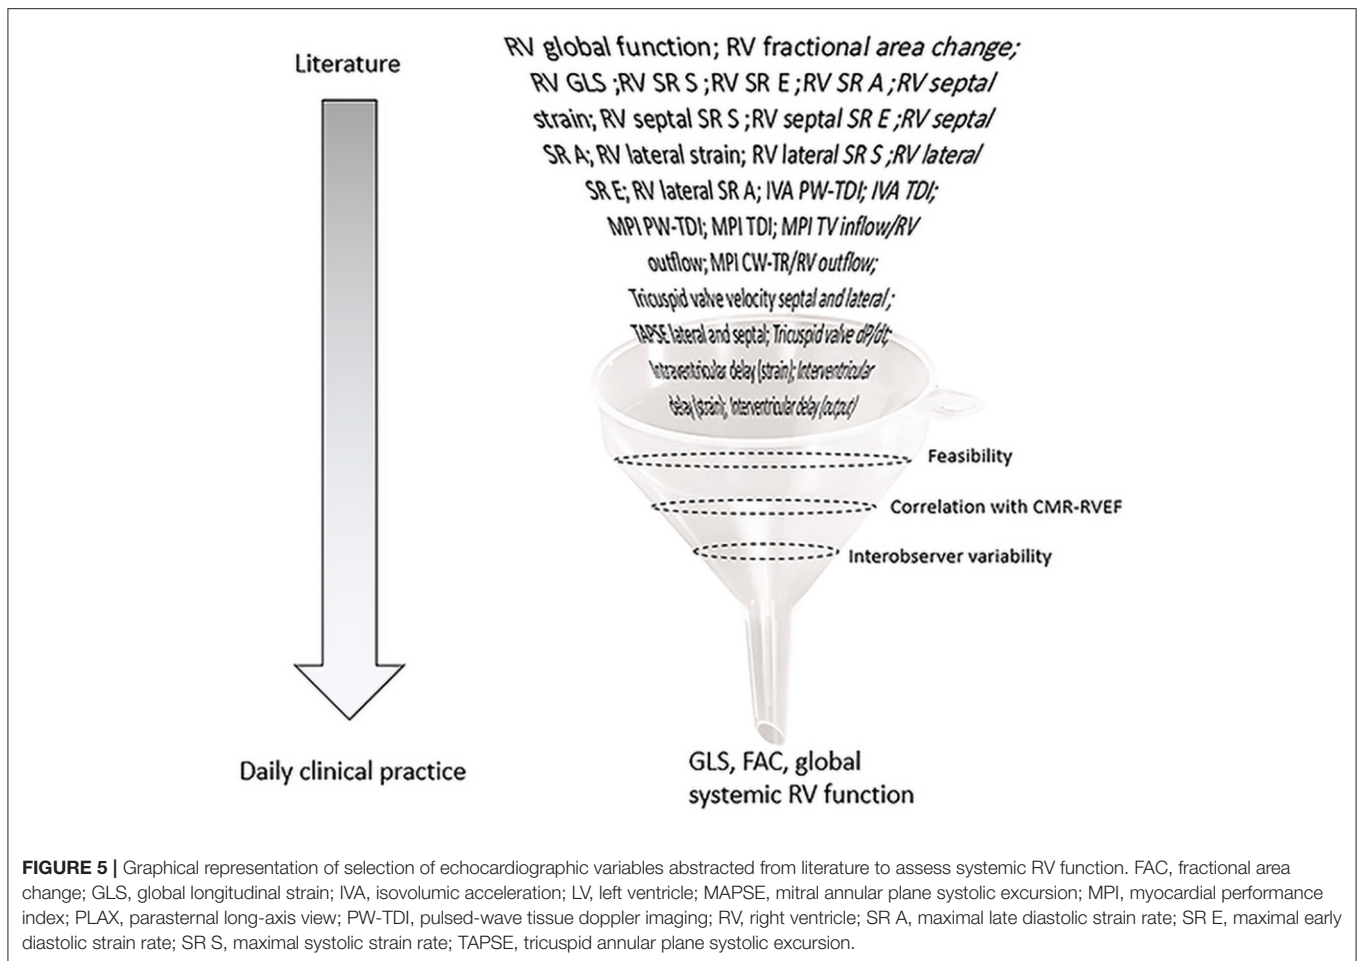 Literature
RV global function; RV fractional area change;
RV GLS ;RV SR S ;RV SR E ;RV SR A ;RV septal
strain; RV septal SR S ;RV septal SR E ;RV septal
SR A; RV lateral strain; RV lateral SR S ;RV lateral
SR E; RV lateral SR A; IVA PW-TDI; IVA TDI;
MPI PW-TDI; MPI TDI; MPI TV inflow/RV
outflow; MPI CW-TR/RV outflow;
Tricuspid valve velocity septal and lateral;
TAPSE lateral and septal; Tricuspid valve dP/dt;
Intraventricular delay (strain); Interventricular
delay (strain); Interventricular delay (output)
Feasibility
Correlation with CMR-RVEF
Interobserver variability
Daily clinical practice
GLS, FAC, global
systemic RV function
FIGURE 5 | Graphical representation of selection of echocardiographic variables abstracted from literature to assess systemic RV function. FAC, fractional area
change; GLS, global longitudinal strain; IVA, isovolumic acceleration; LV, left ventricle; MAPSE, mitral annular plane systolic excursion; MPI, myocardial performance
index; PLAX, parasternal long-axis view; PW-TDI, pulsed-wave tissue doppler imaging; RV, right ventricle; SR A, maximal late diastolic strain rate; SR E, maximal early
diastolic strain rate; SR S, maximal systolic strain rate; TAPSE, tricuspid annular plane systolic excursion.